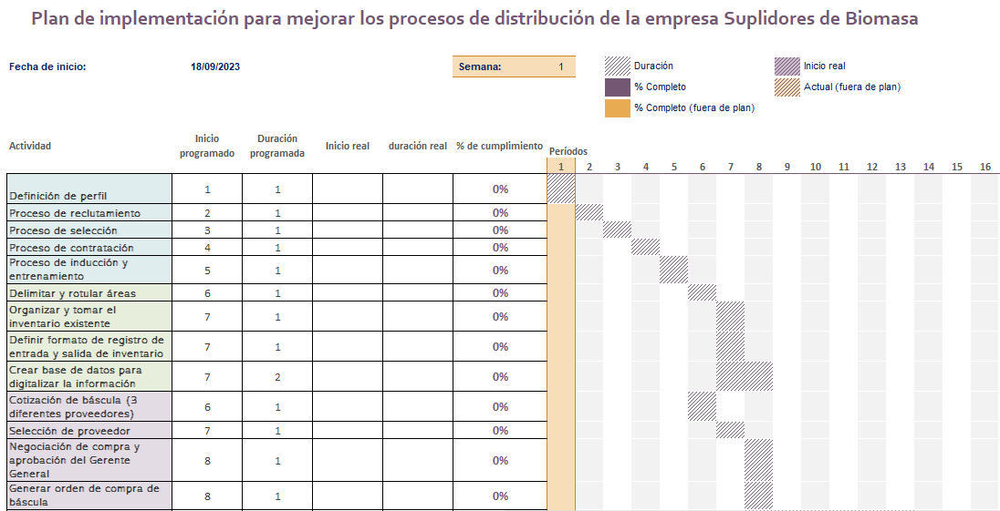 Plan de implementación para mejorar los procesos de distribución de la empresa Suplidores de Biomasa
Fecha de inicio: 18/09/2023 Semana: 1
Duración Inicio real
% Completo Actual (fuera de plan)
% Completo (fuera de plan)
Actividad Inicio programado Duración programada Inicio real duración real % de cumplimiento Períodos
1 2 3 4 5 6 7 8 9 10 11 12 13 14 15 16
Definición de perfil 1 1 0%
Proceso de reclutamiento 2 1 0%
Proceso de selección 3 1 0%
Proceso de contratación 4 1 0%
Proceso de inducción y
entrenamiento 5 1 0%
Delimitar y rotular áreas 6 1 0%
Organizar y tomar el
inventario existente 7 1 0%
Definir formato de registro de
entrada y salida de inventario 7 1 0%
Crear base de datos para
digitalizar la información 7 2 0%
Cotización de báscula {3
diferentes proveedores} 6 1 0%
Selección de proveedor 7 1 0%
Negociación de compra y
aprobación del Gerente
General 8 1 0%
Generar orden de compra de
báscula 8 1 0%